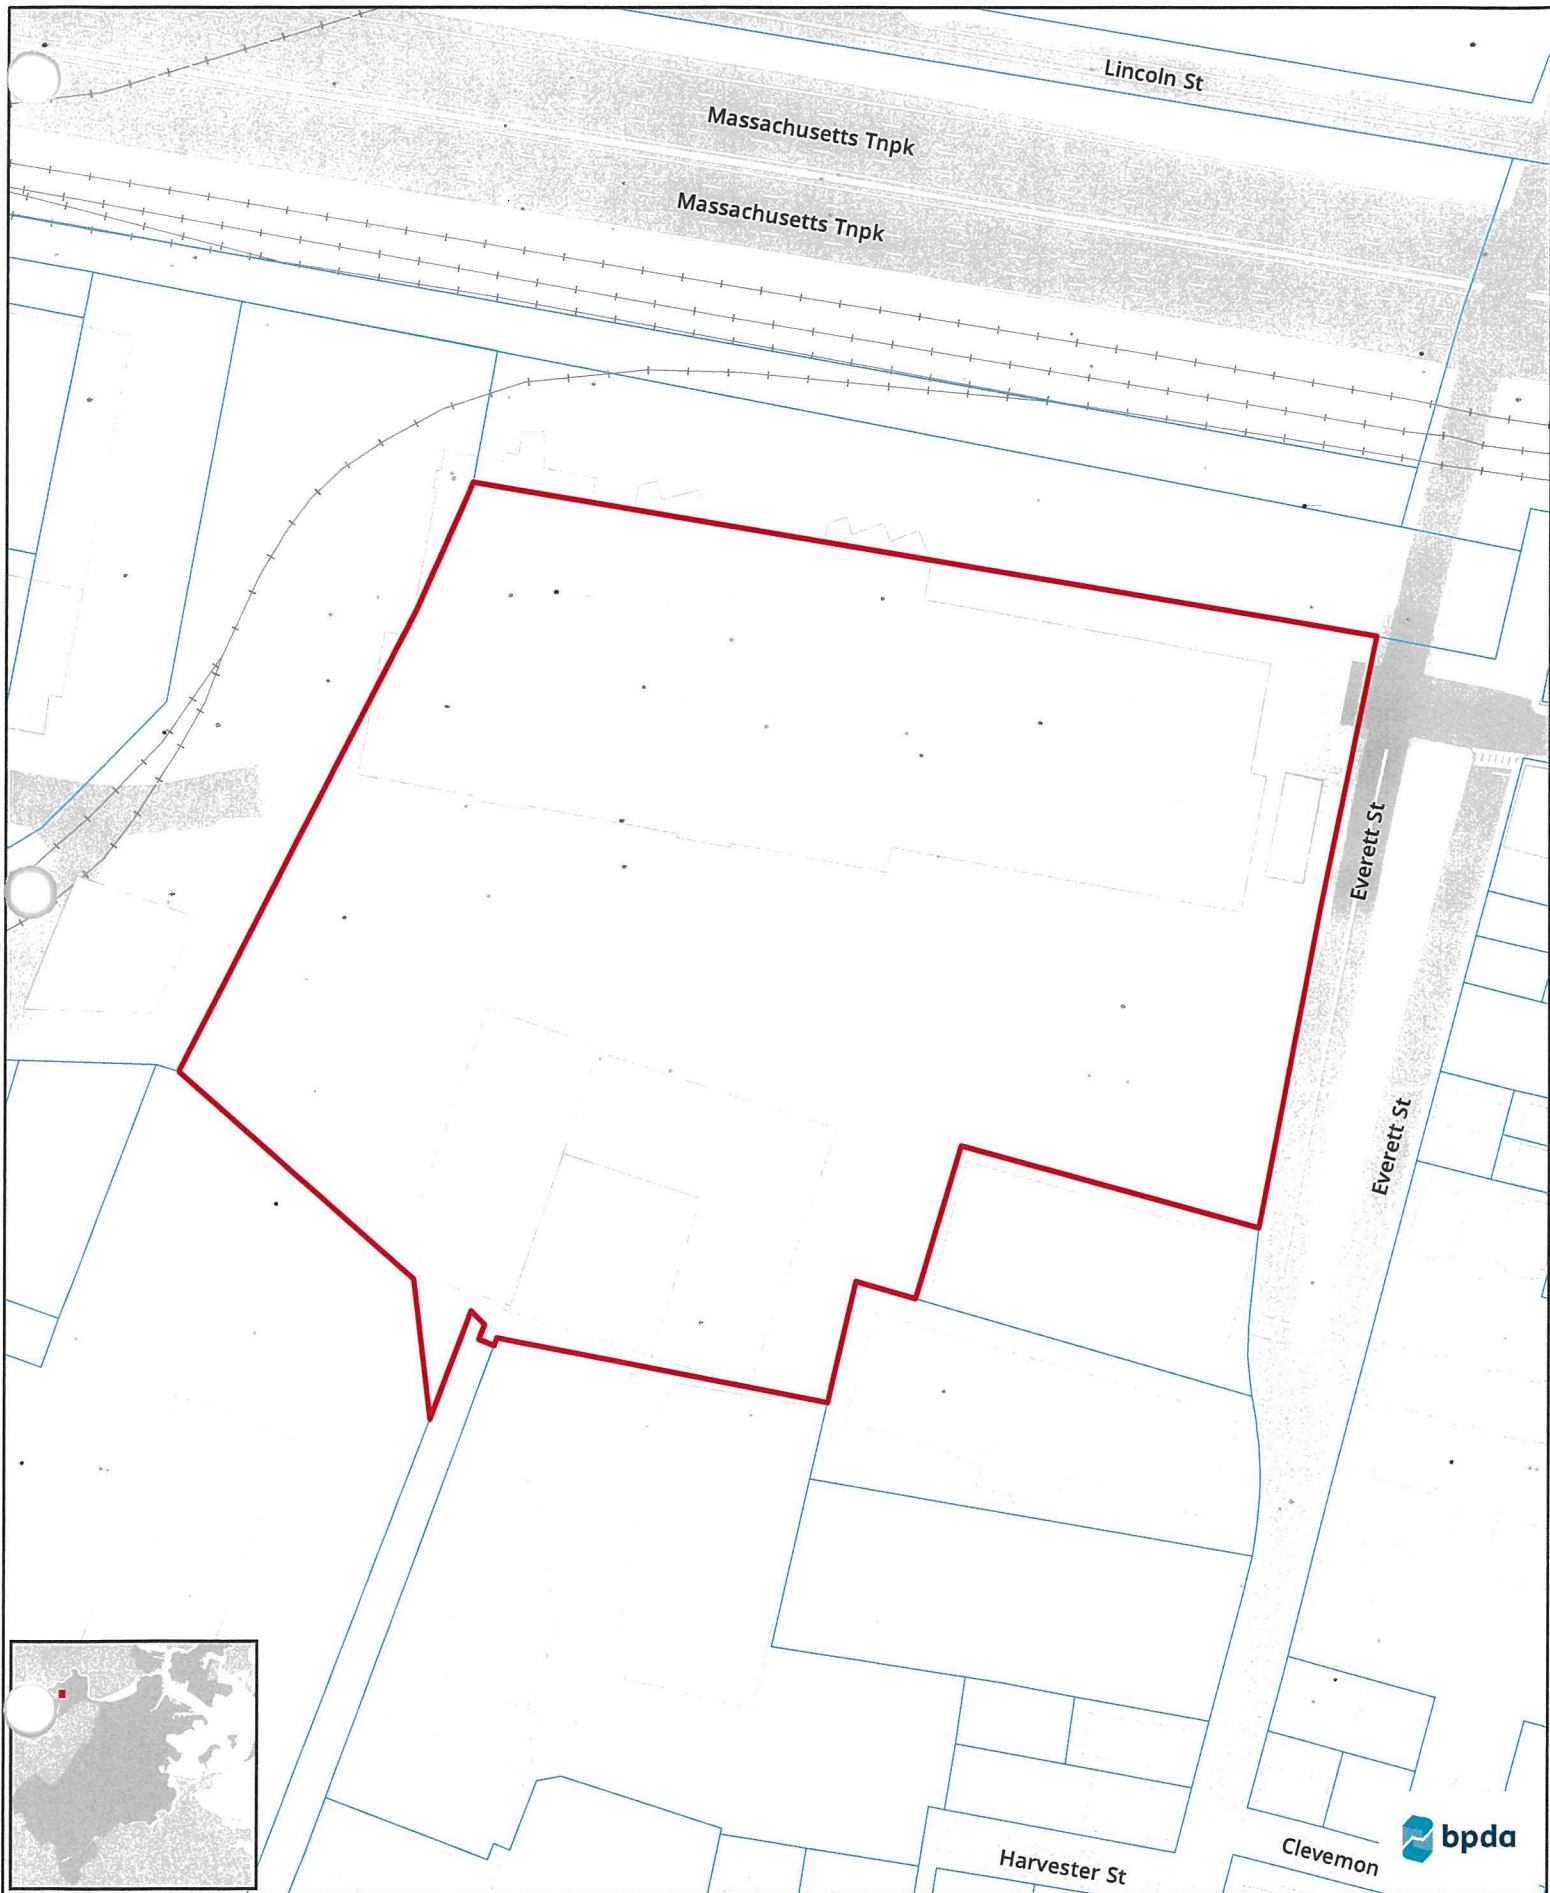 Lincoln St
Massachusetts Tnpk
Massachusetts Tnpk
Everett St
Everett St
Harvester St
Clevemon
bpda